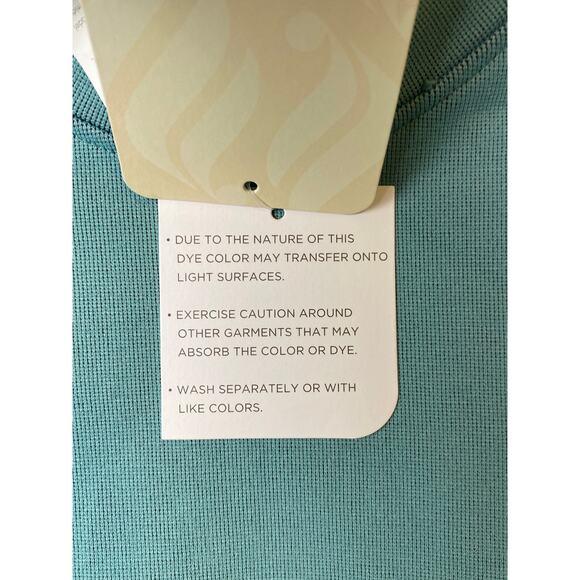 • DUE TO THE NATURE OF THIS
DYE COLOR MAY TRANSFER ONTO
LIGHT SURFACES.
• EXERCISE CAUTION AROUND
OTHER GARMENTS THAT MAY
ABSORB THE COLOR OR DYE.
• WASH SEPARATELY OR WITH
LIKE COLORS.